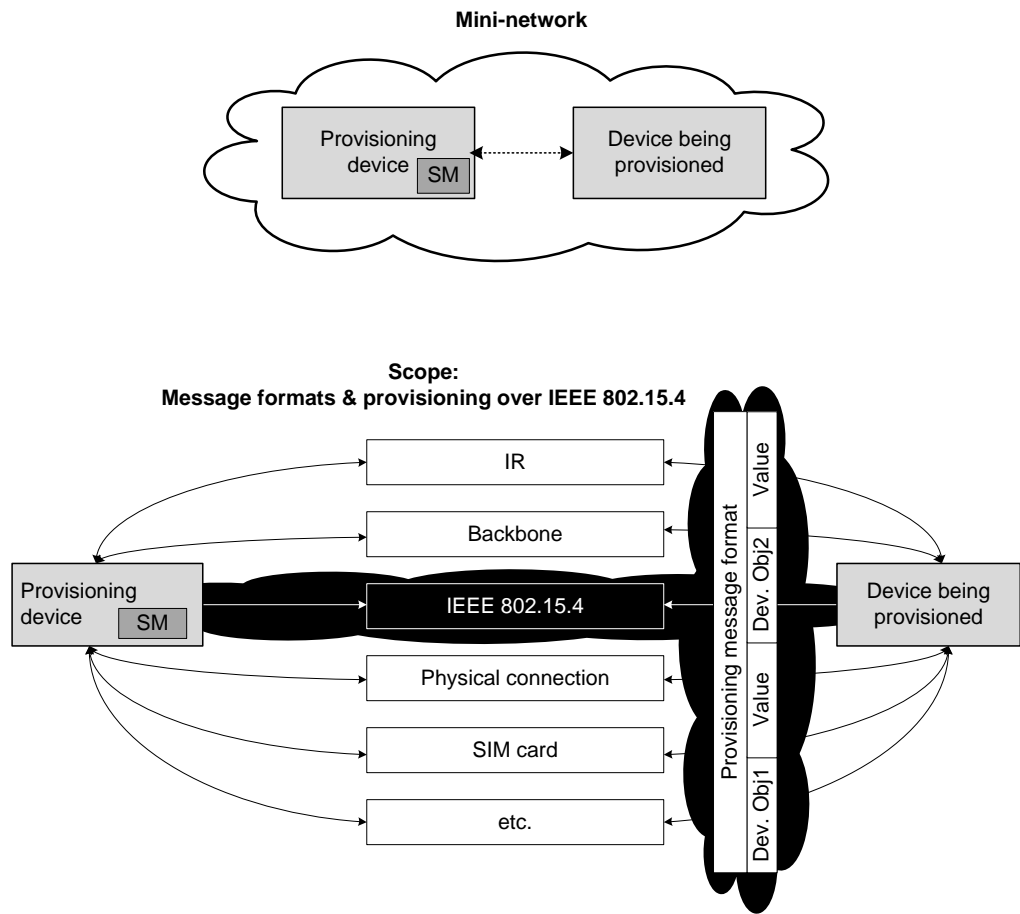 Mini-network
Provisioning
device
SM
Device being
provisioned
Scope:
Message formats & provisioning over IEEE 802.15.4
IR
Backbone
IEEE 802.15.4
Physical connection
SIM card
etc.
Provisioning
device
SM
Provisioning message format
Dev. Obj1
Value
Dev. Obj2
Value
Device being
provisioned